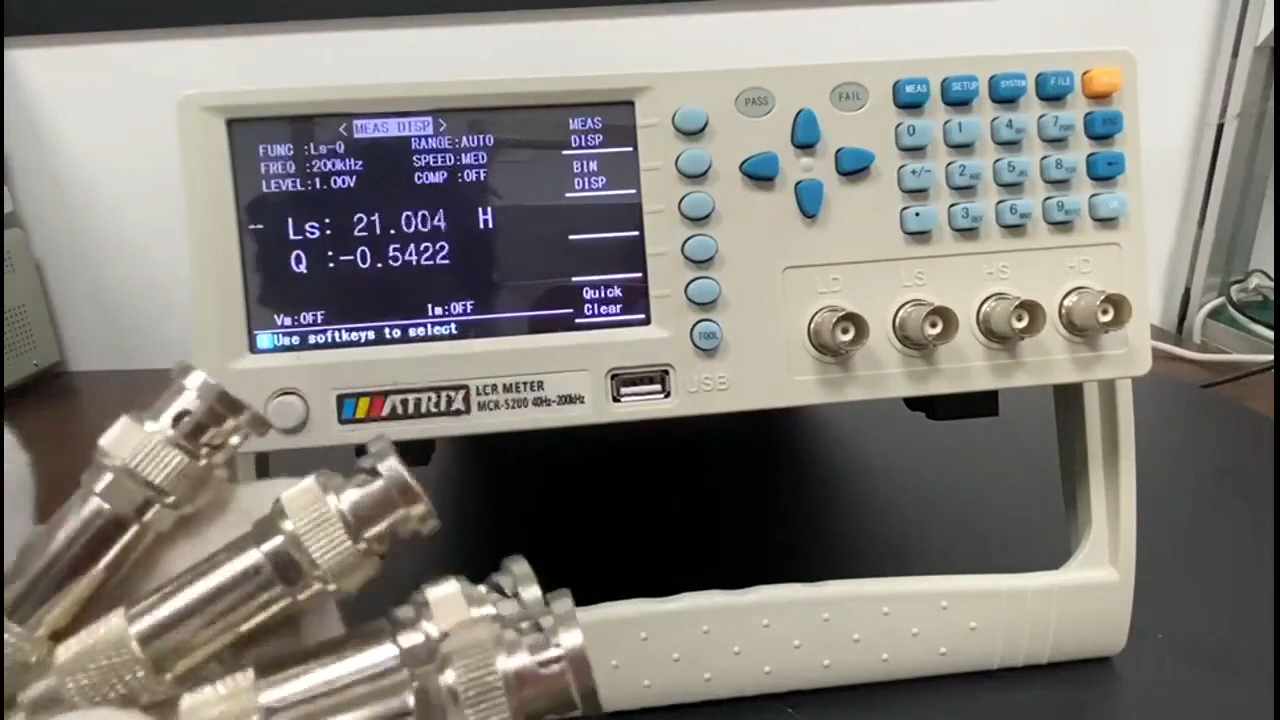 < MEAS DISP >
FUNC :Ls-Q RANGE:AUTO
FREQ :200kHz SPEED:MED
LEVEL:1.00V COMP :OFF
MEAS
DISP
BIN
DISP
Ls: 21.004 H
Q :-0.5422
Vm:OFF Im:OFF
Quick
Clear
Use softkeys to select
MATRIX
LCR METER
MCR-5200 40Hz-200kHz
USB
TOOL
PASS
FAIL
MEAS SETUP SYSTEM FILE
0 1 4 7 ESC
+/- 2 5 8 ←
• 3 6 9 OK
LD LS HS HD